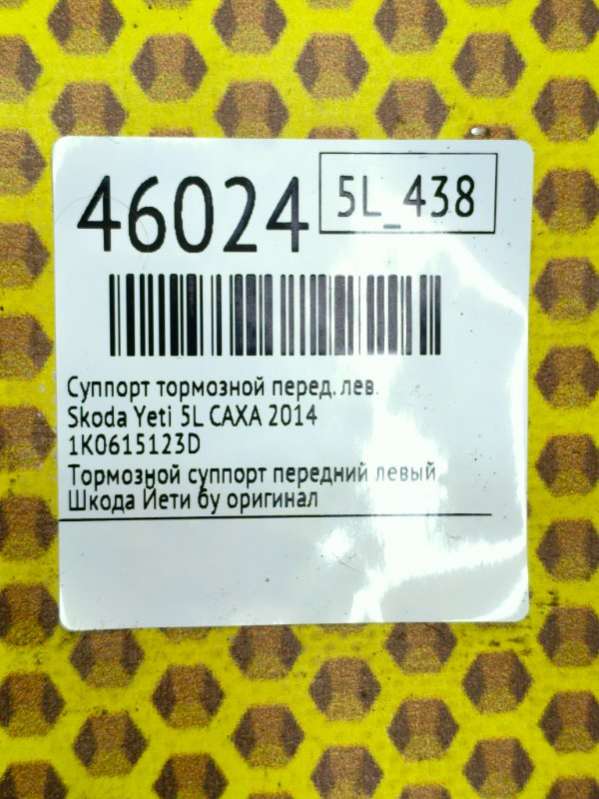 46024
5L_438
Суппорт тормозной перед. лев.
Skoda Yeti 5L CAXA 2014
1K0615123D
Тормозной суппорт передний левый
Шкода Йети бу оригинал